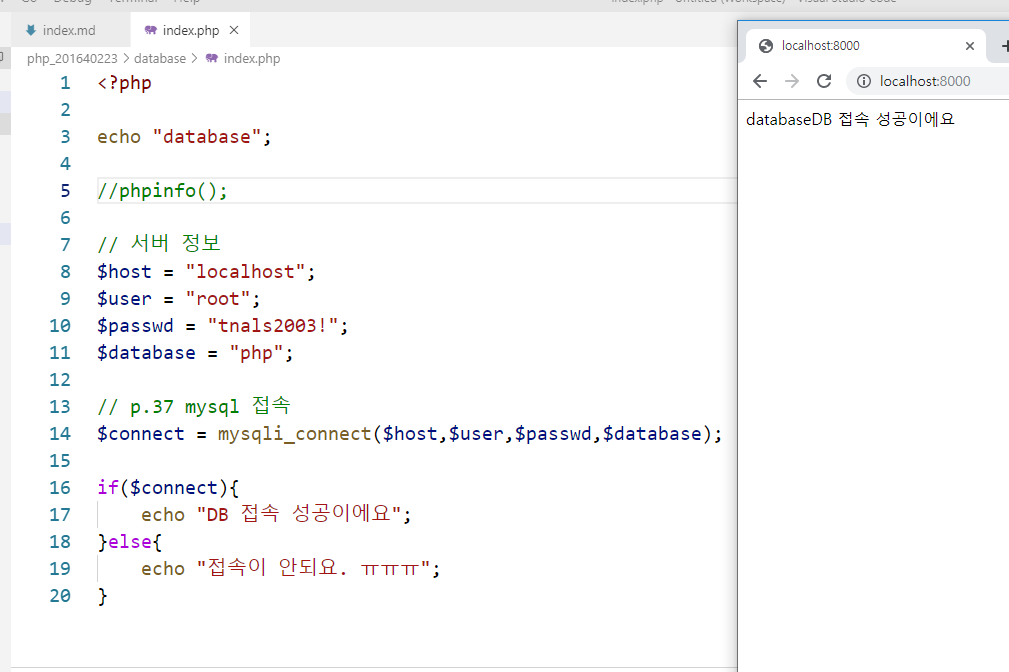 Go Debug Terminal Help
index.php - Untitled (Workspace) - Visual Studio Code
index.md index.php
php_201640223 > database > index.php
1 <?php
2
3 echo "database";
4
5 //phpinfo();
6
7 // 서버 정보
8 $host = "localhost";
9 $user = "root";
10 $passwd = "tnals2003!";
11 $database = "php";
12
13 // p.37 mysql 접속
14 $connect = mysqli_connect($host,$user,$passwd,$database);
15
16 if($connect){
17 echo "DB 접속 성공이에요";
18 }else{
19 echo "접속이 안되요. ㅠㅠㅠ";
20 }
localhost:8000
localhost:8000
databaseDB 접속 성공이에요